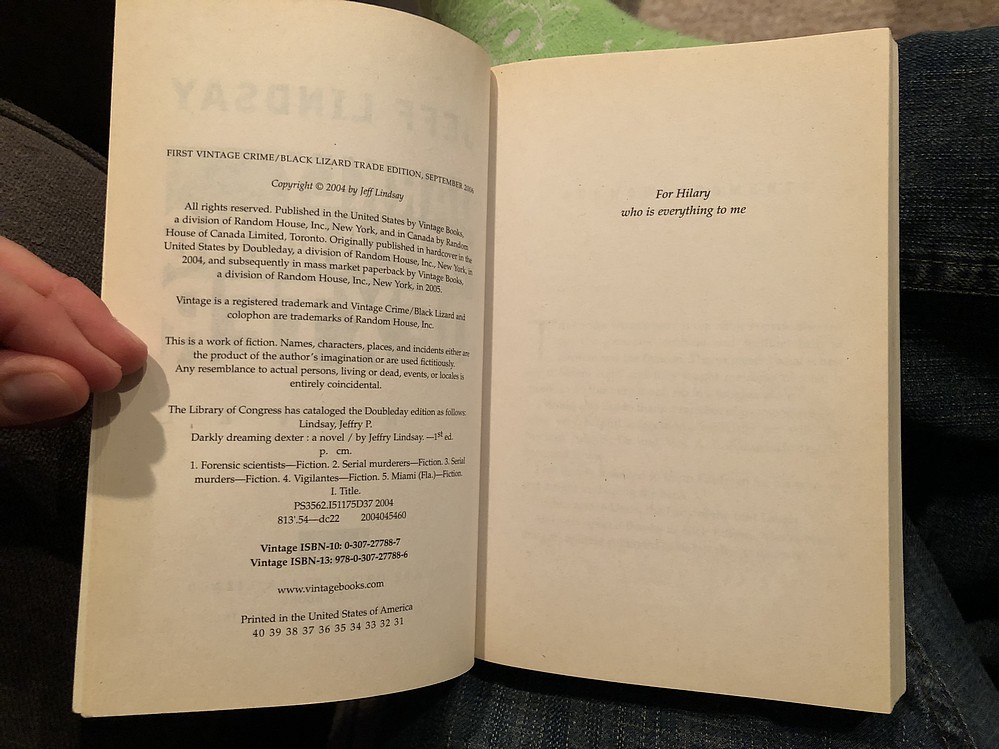 FIRST VINTAGE CRIME/BLACK LIZARD TRADE EDITION, SEPTEMBER
Copyright © 2004 by Jeff Lindsay
All rights reserved. Published in the United States by Vintage Books,
a division of Random House, Inc., New York, and in Canada by Random
House of Canada Limited, Toronto. Originally published in hardcover in the
United States by Doubleday, a division of Random House, Inc., New York, in
2004, and subsequently in mass market paperback by Vintage Books,
a division of Random House, Inc., New York, in 2005.
Vintage is a registered trademark and Vintage Crime/Black Lizard and
colophon are trademarks of Random House, Inc.
This is a work of fiction. Names, characters, places, and incidents either are
the product of the author's imagination or are used fictitiously.
Any resemblance to actual persons, living or dead, events, or locales is
entirely coincidental.
The Library of Congress has cataloged the Doubleday edition as follows:
Lindsay, Jeffry P.
Darkly dreaming dexter : a novel / by Jeffry Lindsay. —1st ed.
p. cm.
1. Forensic scientists—Fiction. 2. Serial murderers—Fiction. 3. Serial
murders—Fiction. 4. Vigilantes—Fiction. 5. Miami (Fla.)—Fiction.
I. Title.
PS3562.I51175D37 2004
813'.54—dc22 2004045460
Vintage ISBN-10: 0-307-27788-7
Vintage ISBN-13: 978-0-307-27788-6
www.vintagebooks.com
Printed in the United States of America
40 39 38 37 36 35 34 33 32 31
For Hilary
who is everything to me